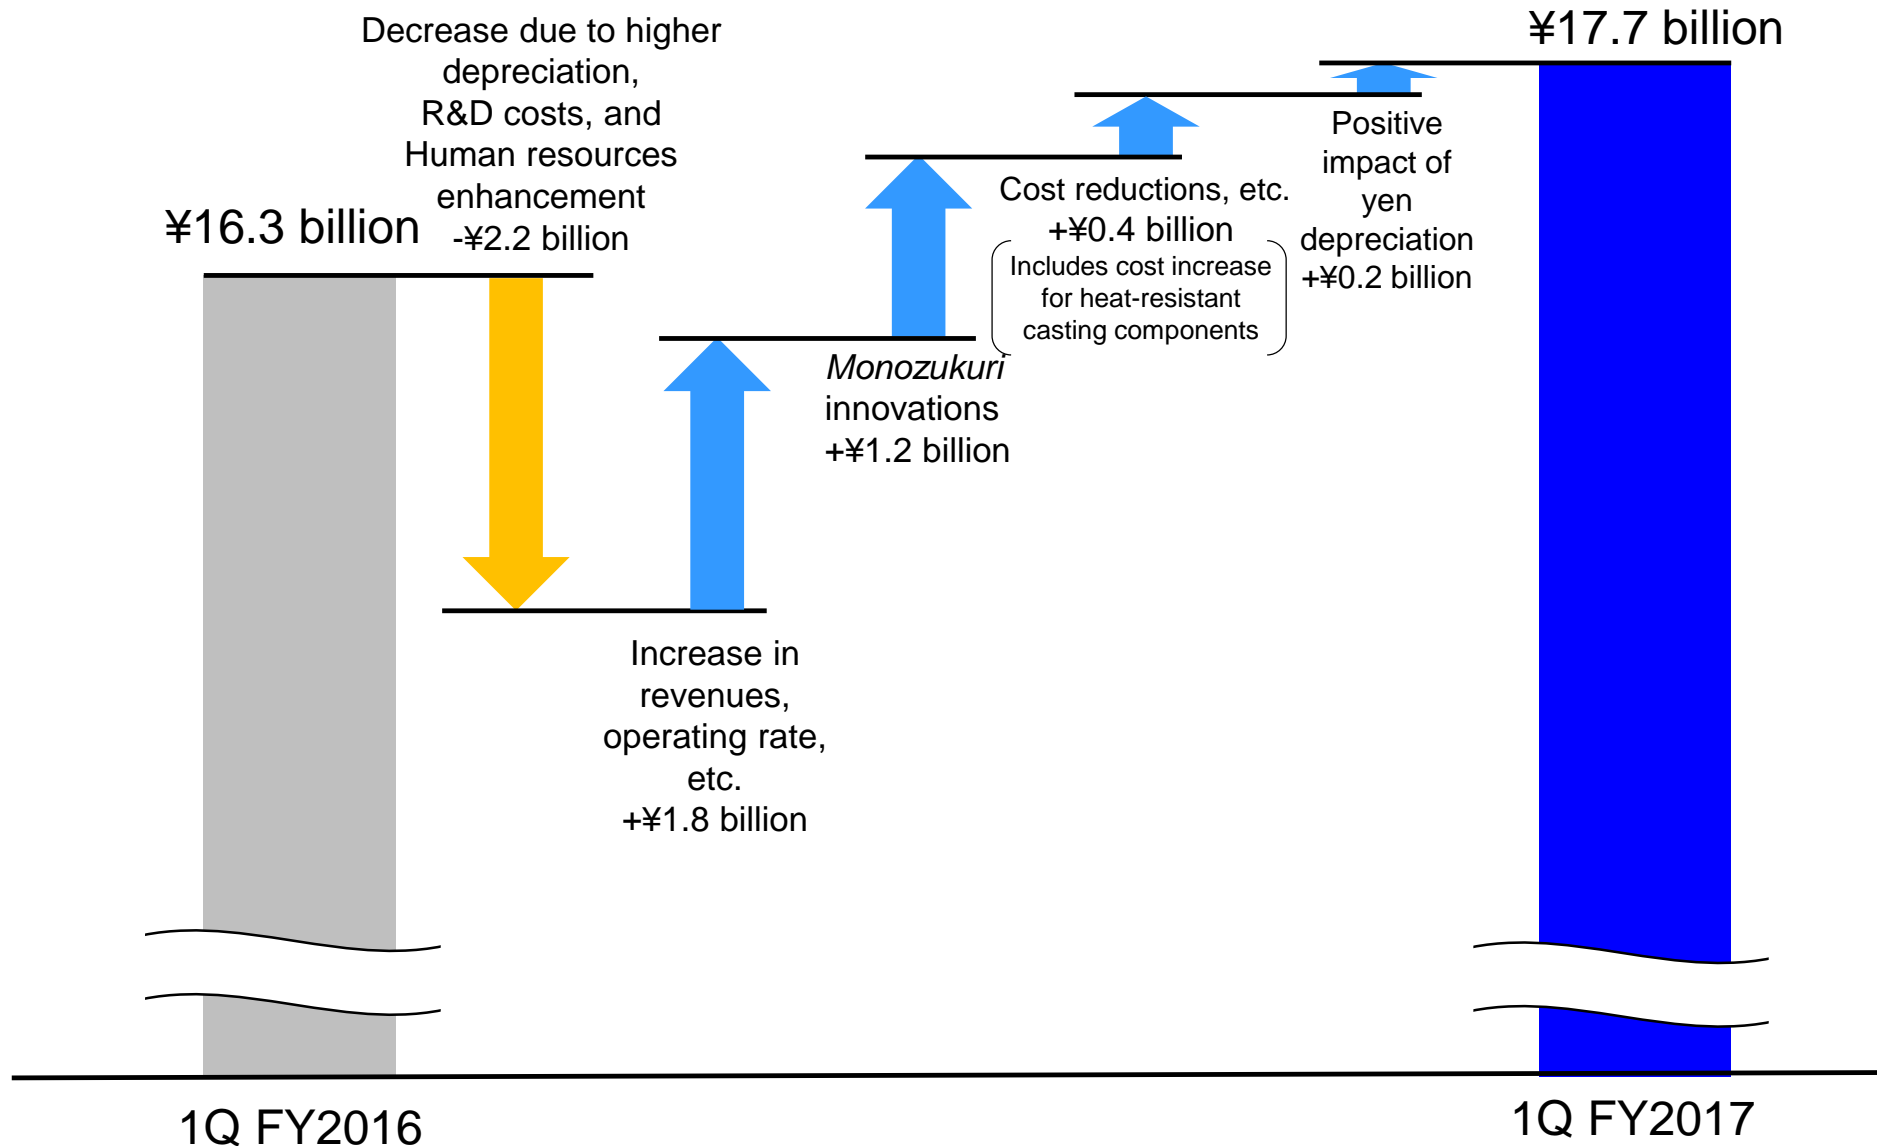 Decrease due to higher
depreciation,
R&D costs, and
Human resources
enhancement
-¥2.2 billion
¥16.3 billion
¥17.7 billion
Increase in
revenues,
operating rate,
etc.
+¥1.8 billion
Monozukuri
innovations
+¥1.2 billion
Cost reductions, etc.
+¥0.4 billion
Includes cost increase
for heat-resistant
casting components
Positive
impact of
yen
depreciation
+¥0.2 billion
1Q FY2016
1Q FY2017